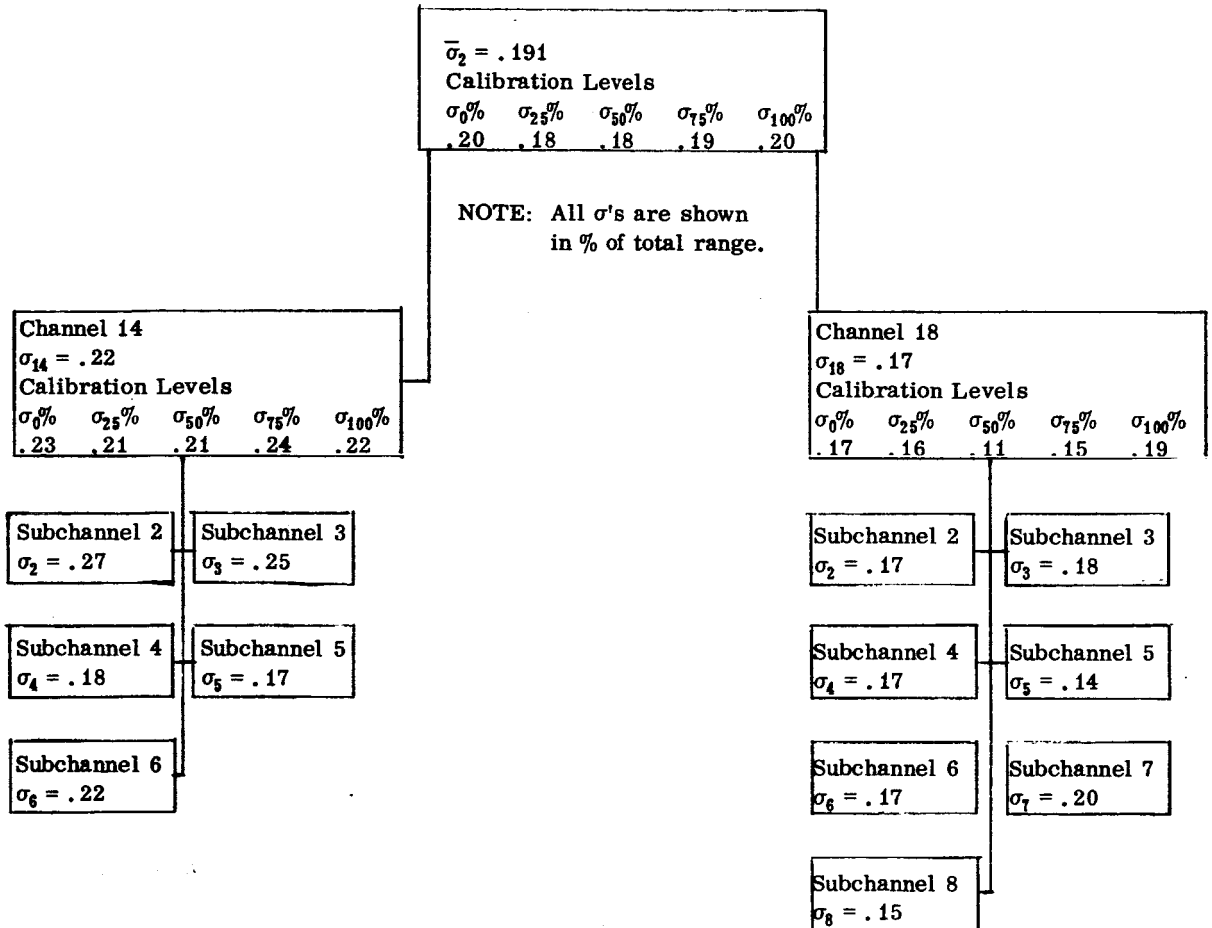 σ̅₂ = .191
Calibration Levels
σ₀% σ₂₅% σ₅₀% σ₇₅% σ₁₀₀%
.20 .18 .18 .19 .20
NOTE: All σ's are shown
in % of total range.
Channel 14
σ₁₄ = .22
Calibration Levels
σ₀% σ₂₅% σ₅₀% σ₇₅% σ₁₀₀%
.23 .21 .21 .24 .22
Subchannel 2
σ₂ = .27
Subchannel 3
σ₃ = .25
Subchannel 4
σ₄ = .18
Subchannel 5
σ₅ = .17
Subchannel 6
σ₆ = .22
Channel 18
σ₁₈ = .17
Calibration Levels
σ₀% σ₂₅% σ₅₀% σ₇₅% σ₁₀₀%
.17 .16 .11 .15 .19
Subchannel 2
σ₂ = .17
Subchannel 3
σ₃ = .18
Subchannel 4
σ₄ = .17
Subchannel 5
σ₅ = .14
Subchannel 6
σ₆ = .17
Subchannel 7
σ₇ = .20
Subchannel 8
σ₈ = .15